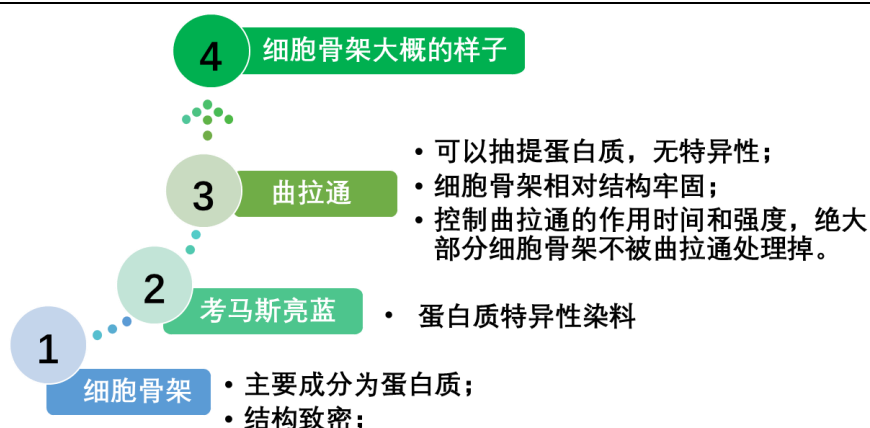 4
细胞骨架大概的样子
3
曲拉通
• 可以抽提蛋白质，无特异性；
• 细胞骨架相对结构牢固；
• 控制曲拉通的作用时间和强度，绝大
部分细胞骨架不被曲拉通处理掉。
2
考马斯亮蓝
• 蛋白质特异性染料
1
细胞骨架
• 主要成分为蛋白质；
• 结构致密；